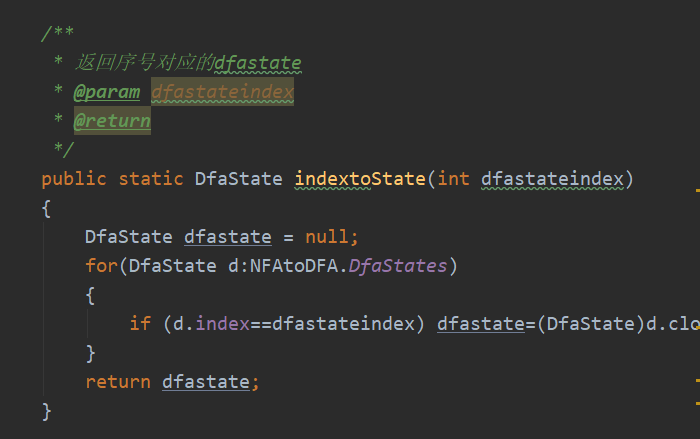 /**
 * 返回序号对应的dfastate
 * @param dfastateindex
 * @return
 */
public static DfaState indextoState(int dfastateindex)
{
    DfaState dfastate = null;
    for(DfaState d:NFAtoDFA.DfaStates)
    {
        if (d.index==dfastateindex) dfastate=(DfaState)d.clo
    }
    return dfastate;
}